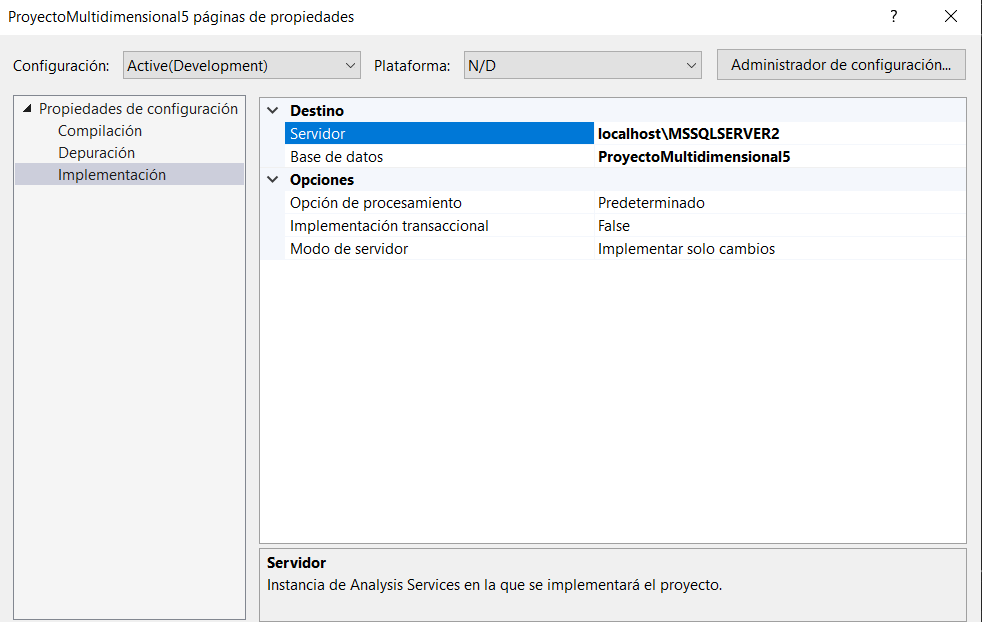 ProyectoMultidimensional5 páginas de propiedades
?
Configuración: Active(Development) Plataforma: N/D Administrador de configuración...
Propiedades de configuración
Compilación
Depuración
Implementación
Destino
Servidor localhost\MSSQLSERVER2
Base de datos ProyectoMultidimensional5
Opciones
Opción de procesamiento Predeterminado
Implementación transaccional False
Modo de servidor Implementar solo cambios
Servidor
Instancia de Analysis Services en la que se implementará el proyecto.